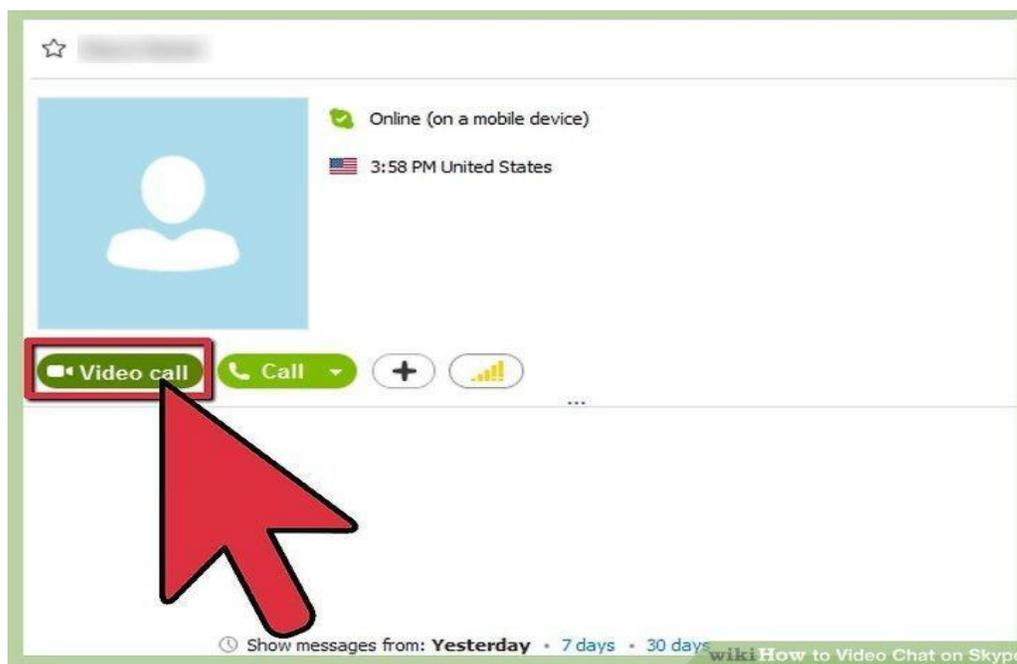 Online (on a mobile device)
3:58 PM United States
Video call Call
Show messages from: Yesterday • 7 days • 30 days
wikiHow to Video Chat on Skype